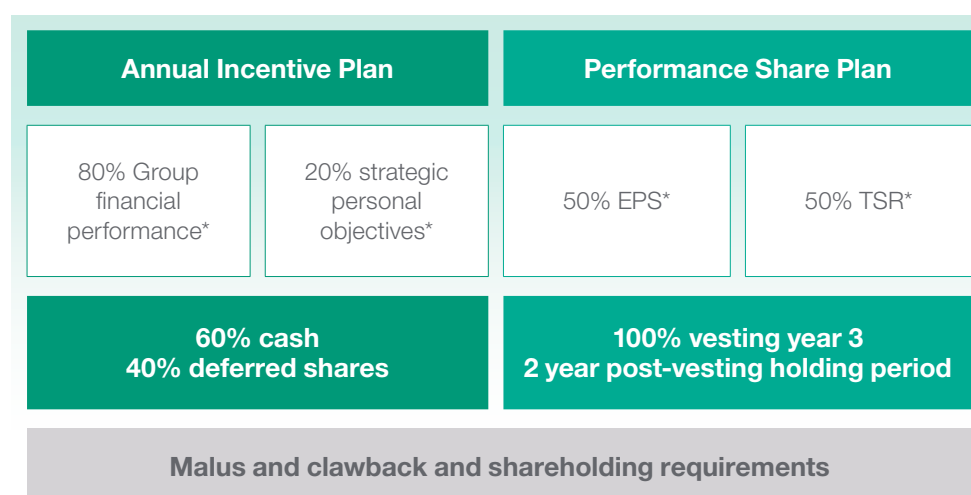 Annual Incentive Plan
Performance Share Plan
80% Group
financial
performance*
20% strategic
personal
objectives*
50% EPS*
50% TSR*
60% cash
40% deferred shares
100% vesting year 3
2 year post-vesting holding period
Malus and clawback and shareholding requirements